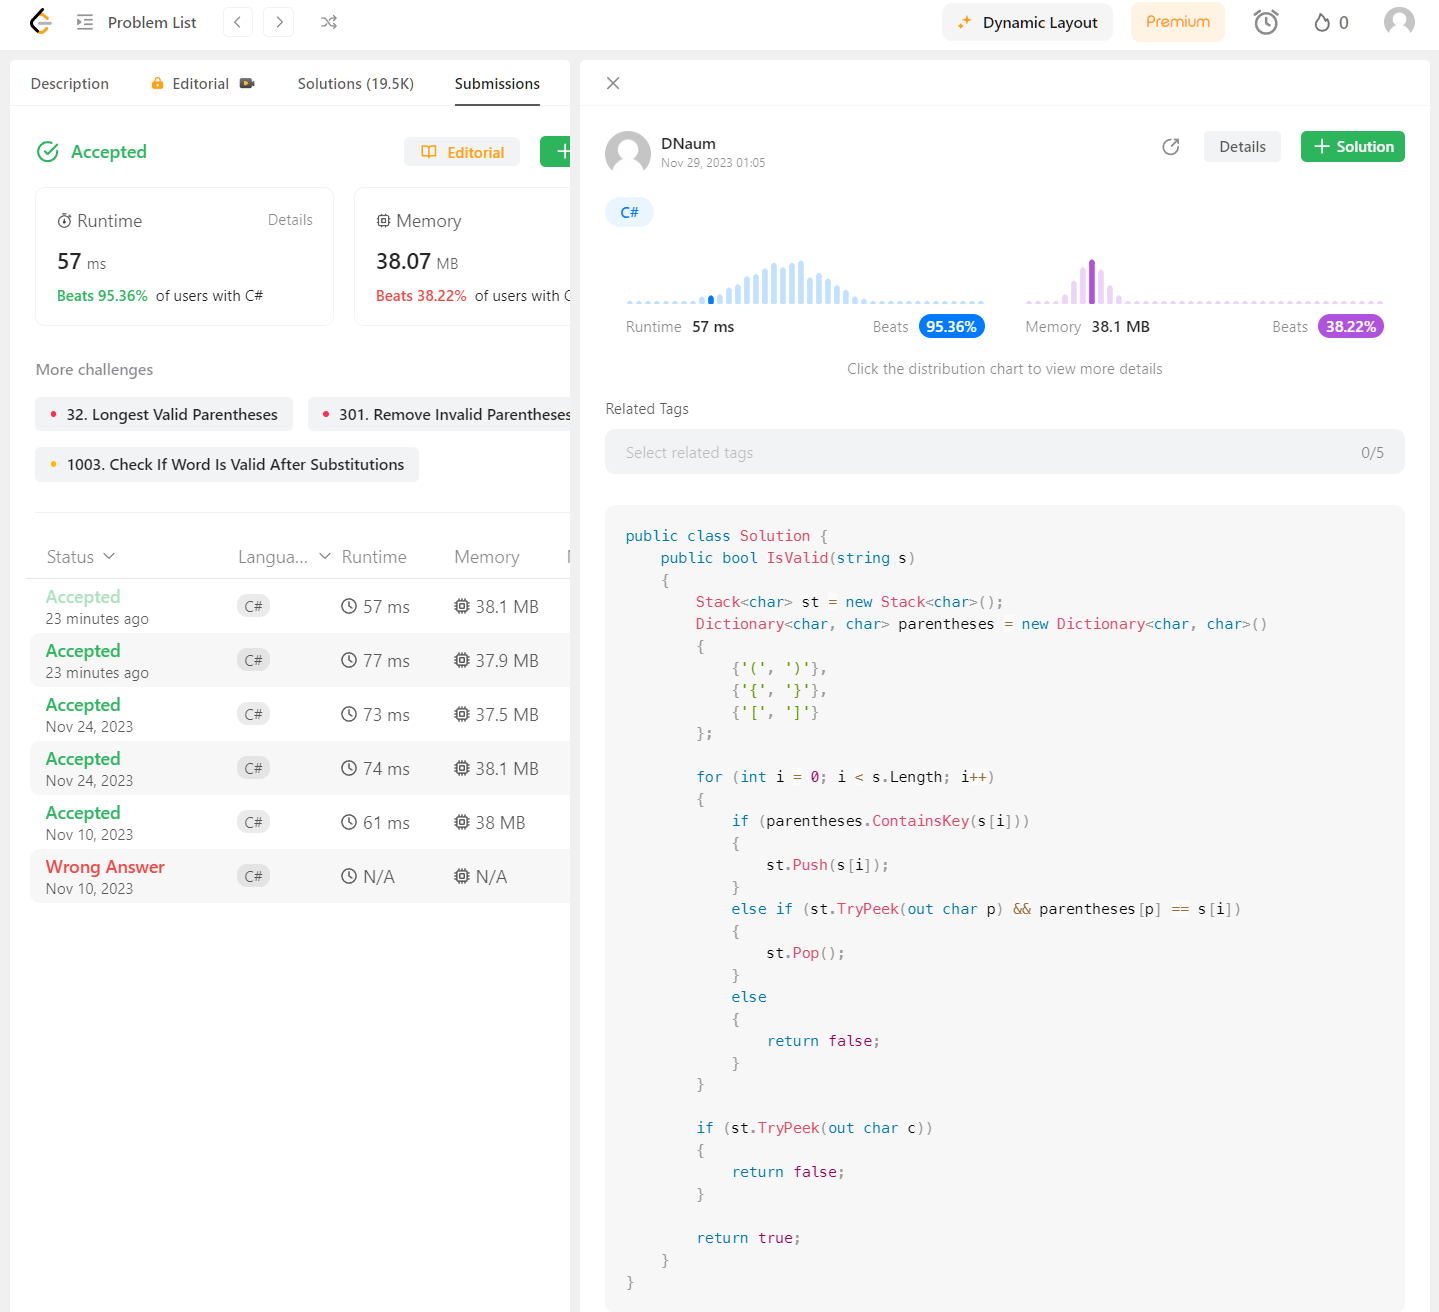 Problem List
Dynamic Layout
Premium
0
Description
Editorial
Solutions (19.5K)
Submissions
Accepted
Editorial
Runtime
Details
57 ms
Beats 95.36% of users with C#
Memory
38.07 MB
Beats 38.22% of users with C
More challenges
32. Longest Valid Parentheses
301. Remove Invalid Parentheses
1003. Check If Word Is Valid After Substitutions
Status Langua... Runtime Memory
Accepted
23 minutes ago
C# 57 ms 38.1 MB
Accepted
23 minutes ago
C# 77 ms 37.9 MB
Accepted
Nov 24, 2023
C# 73 ms 37.5 MB
Accepted
Nov 24, 2023
C# 74 ms 38.1 MB
Accepted
Nov 10, 2023
C# 61 ms 38 MB
Wrong Answer
Nov 10, 2023
C# N/A N/A
DNaum
Nov 29, 2023 01:05
Details
+ Solution
C#
Runtime 57 ms Beats 95.36%
Memory 38.1 MB Beats 38.22%
Click the distribution chart to view more details
Related Tags
Select related tags 0/5
public class Solution {
    public bool IsValid(string s)
    {
        Stack<char> st = new Stack<char>();
        Dictionary<char, char> parentheses = new Dictionary<char, char>()
        {
            {'(', ')'},
            {'{', '}'},
            {'[', ']'}
        };

        for (int i = 0; i < s.Length; i++)
        {
            if (parentheses.ContainsKey(s[i]))
            {
                st.Push(s[i]);
            }
            else if (st.TryPeek(out char p) && parentheses[p] == s[i])
            {
                st.Pop();
            }
            else
            {
                return false;
            }
        }

        if (st.TryPeek(out char c))
        {
            return false;
        }

        return true;
    }
}